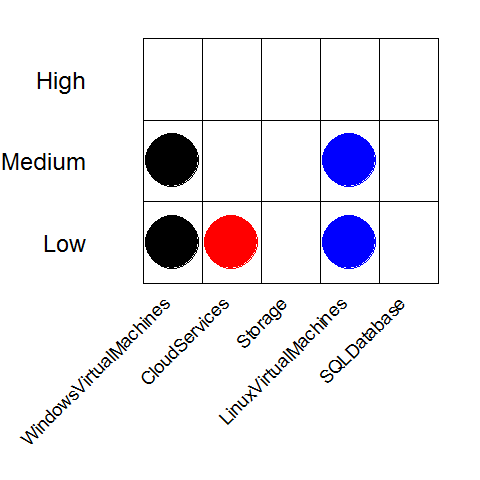 High
Medium
Low
WindowsVirtualMachines
CloudServices
Storage
LinuxVirtualMachines
SQLDatabase